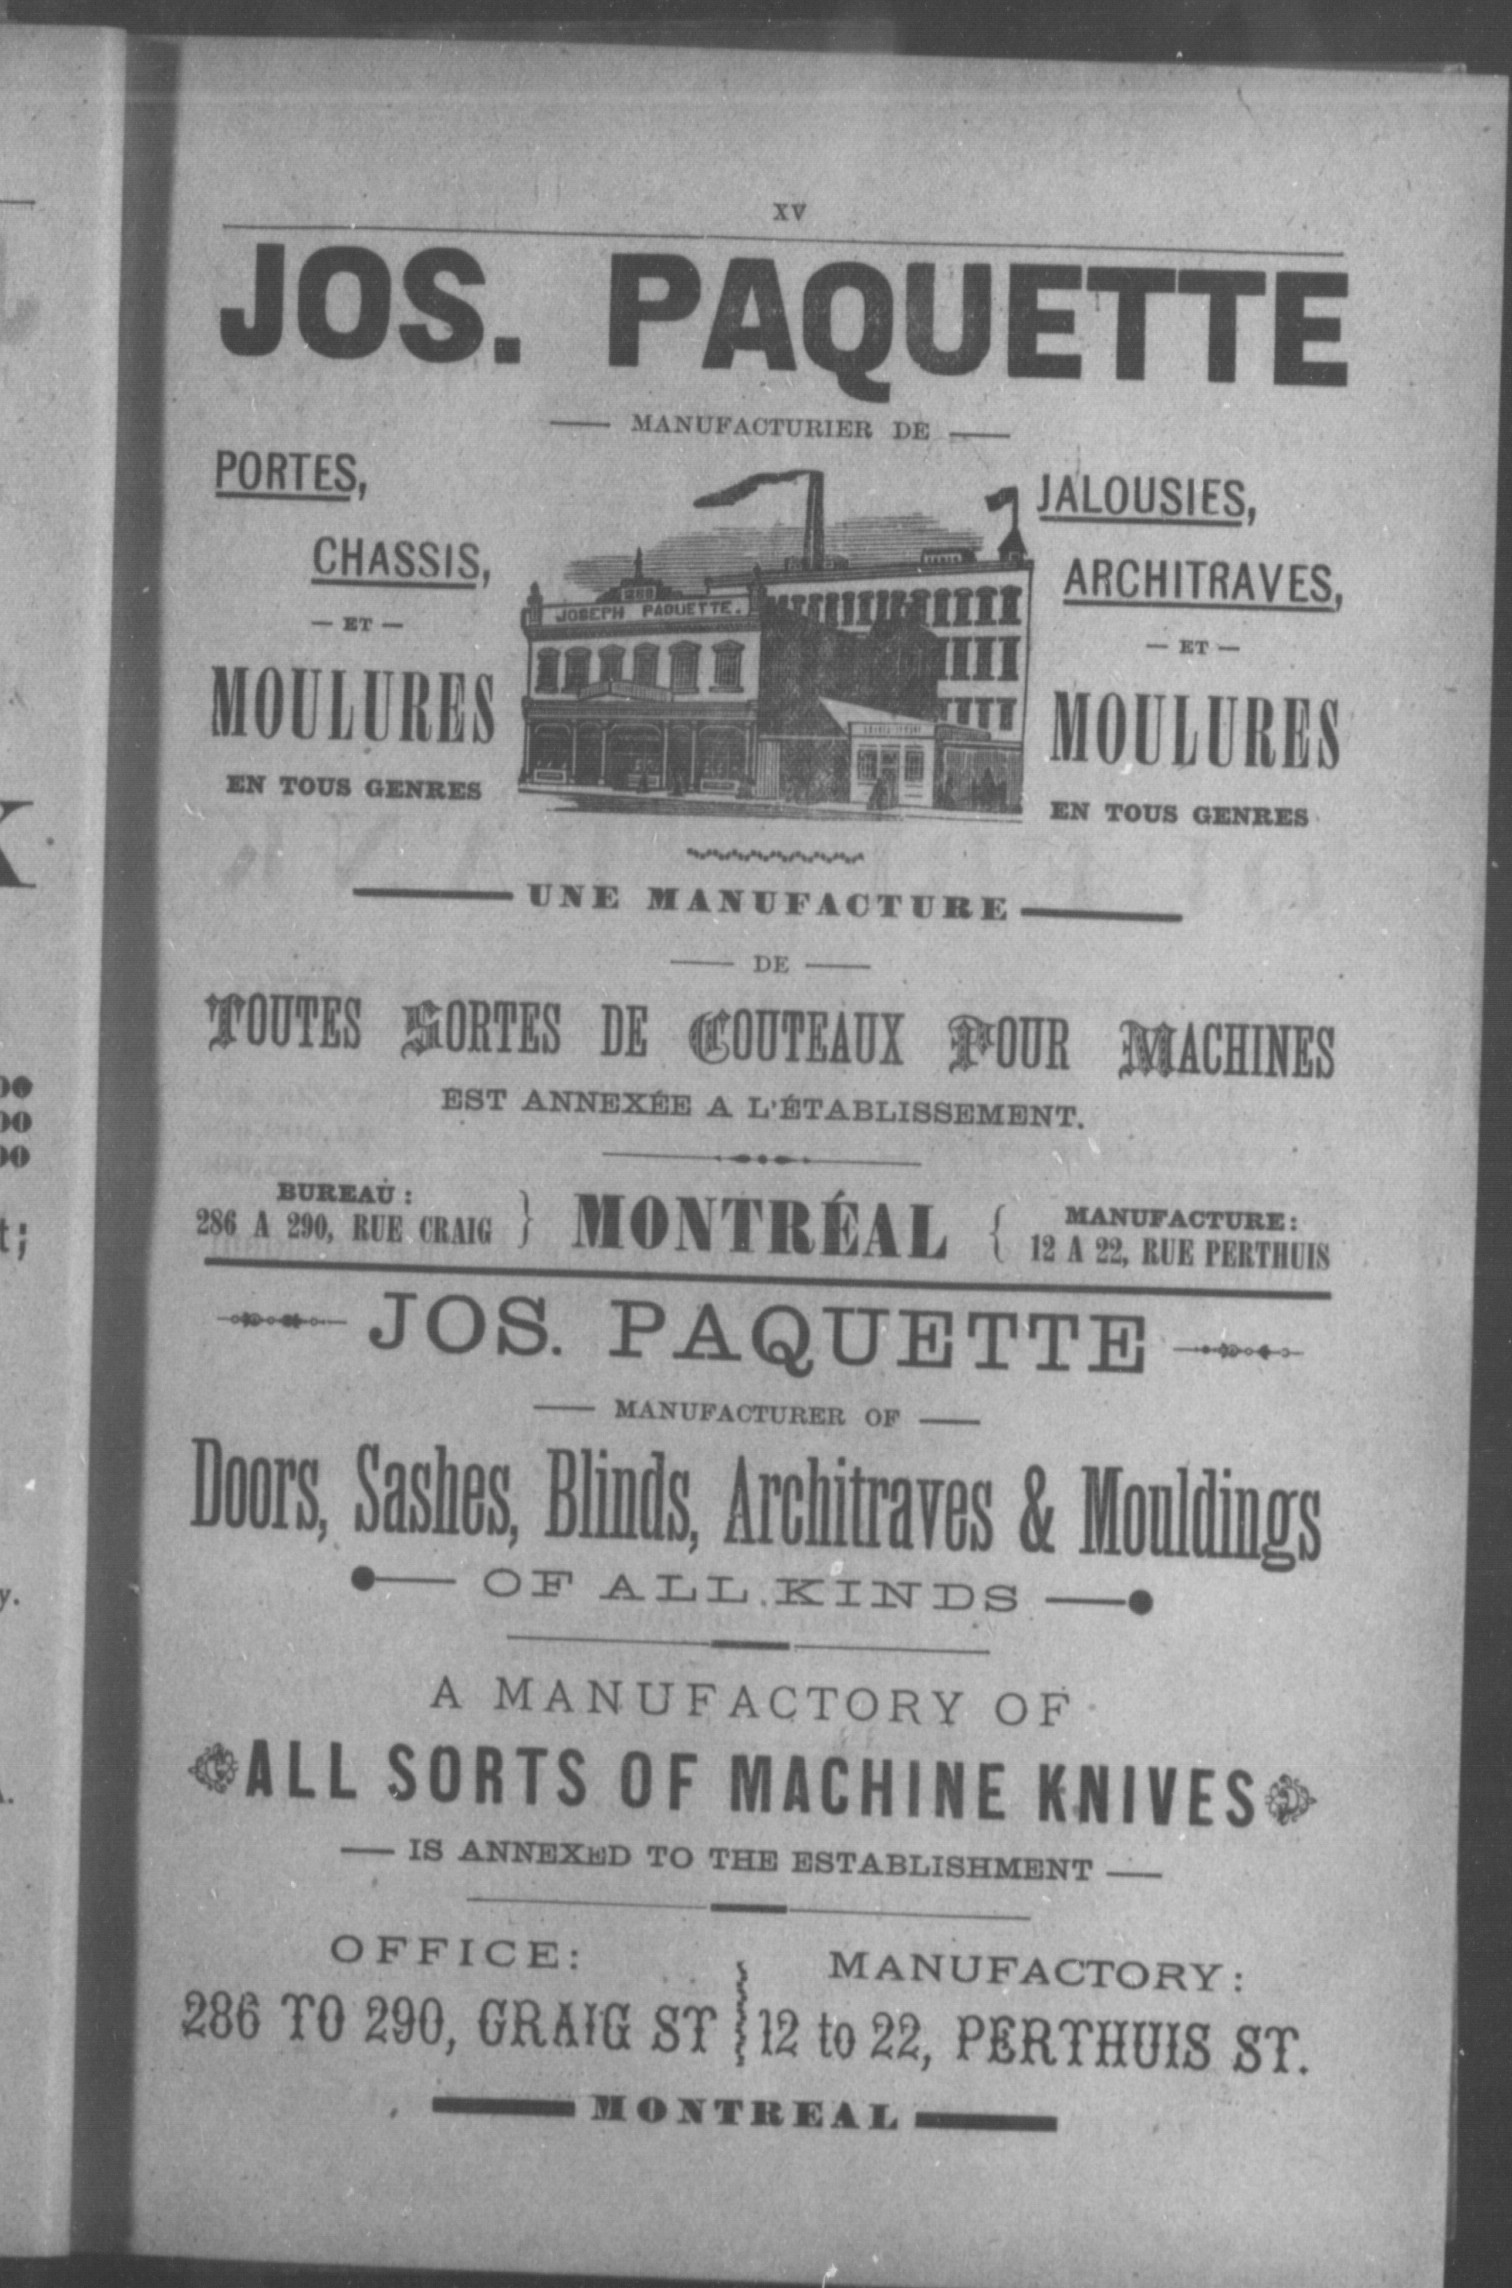 XV
JOS. PAQUETTE
MANUFACTURIER DE
PORTES,
CHASSIS,
— ET —
MOULURES
EN TOUS GENRES
288
JOSEPH PAQUETTE.
JALOUSIES,
ARCHITRAVES,
— ET —
MOULURES
EN TOUS GENRES
UNE MANUFACTURE
DE
TOUTES SORTES DE COUTEAUX POUR MACHINES
EST ANNEXÉE A L'ÉTABLISSEMENT.
BUREAU :
286 A 290, RUE CRAIG
MONTRÉAL
MANUFACTURE :
12 A 22, RUE PERTHUIS
JOS. PAQUETTE
MANUFACTURER OF
Doors, Sashes, Blinds, Architraves & Mouldings
OF ALL KINDS
A MANUFACTORY OF
ALL SORTS OF MACHINE KNIVES
IS ANNEXED TO THE ESTABLISHMENT
OFFICE:
286 TO 290, GRAIG ST
MANUFACTORY:
12 to 22, PERTHUIS ST.
MONTREAL